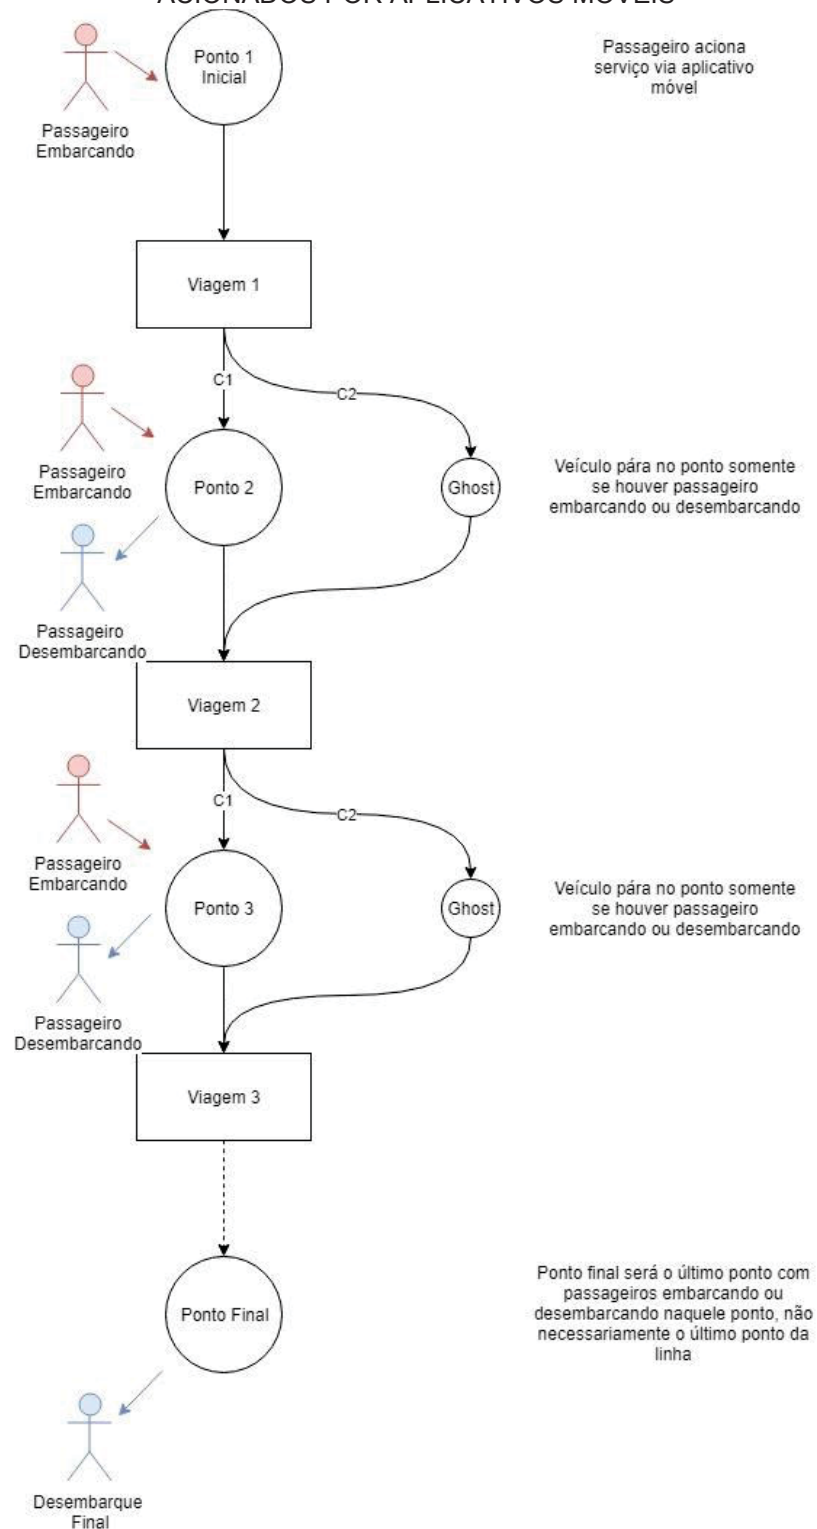 ACIONADOS POR APLICATIVOS MÓVEIS
Ponto 1
Inicial
Passageiro aciona
serviço via aplicativo
móvel
Passageiro
Embarcando
Viagem 1
C1
C2
Passageiro
Embarcando
Ponto 2
Ghost
Veículo pára no ponto somente
se houver passageiro
embarcando ou desembarcando
Passageiro
Desembarcando
Viagem 2
C1
C2
Passageiro
Embarcando
Ponto 3
Ghost
Veículo pára no ponto somente
se houver passageiro
embarcando ou desembarcando
Passageiro
Desembarcando
Viagem 3
Ponto Final
Ponto final será o último ponto com
passageiros embarcando ou
desembarcando naquele ponto, não
necessariamente o último ponto da
linha
Desembarque
Final